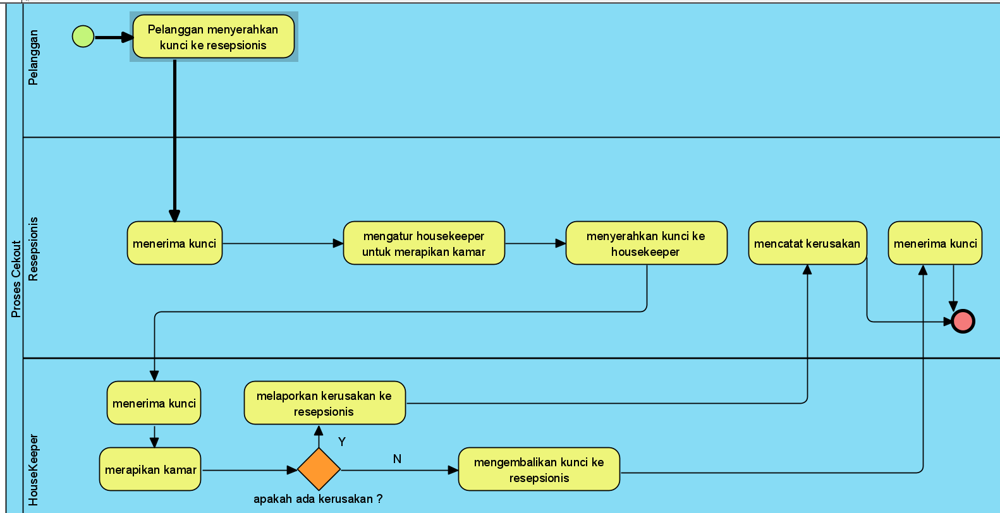 Proses Cekout
Pelanggan
Pelanggan menyerahkan
kunci ke resepsionis
Resepsionis
menerima kunci
mengatur housekeeper
untuk merapikan kamar
menyerahkan kunci ke
housekeeper
mencatat kerusakan
menerima kunci
HouseKeeper
menerima kunci
melaporkan kerusakan ke
resepsionis
Y
N
merapikan kamar
mengembalikan kunci ke
resepsionis
apakah ada kerusakan ?